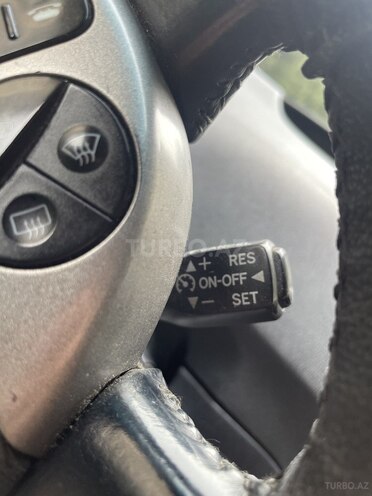 TURBO.AZ
+ RES
ON-OFF
— SET
TURBO.AZ